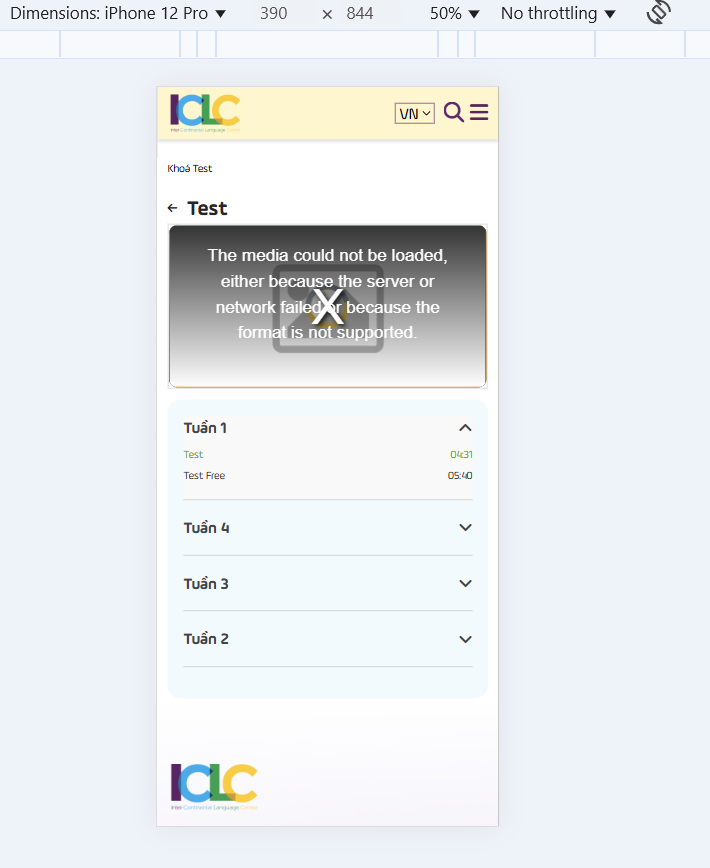 Dimensions: iPhone 12 Pro ▼ 390 × 844 50% ▼ No throttling ▼
ICLC
Inter-Continental Language Center
VN
Khoá Test
← Test
The media could not be loaded,
either because the server or
network failed or because the
format is not supported.
X
Tuần 1
Test 04:31
Test Free 05:40
Tuần 4
Tuần 3
Tuần 2
ICLC
Inter-Continental Language Center